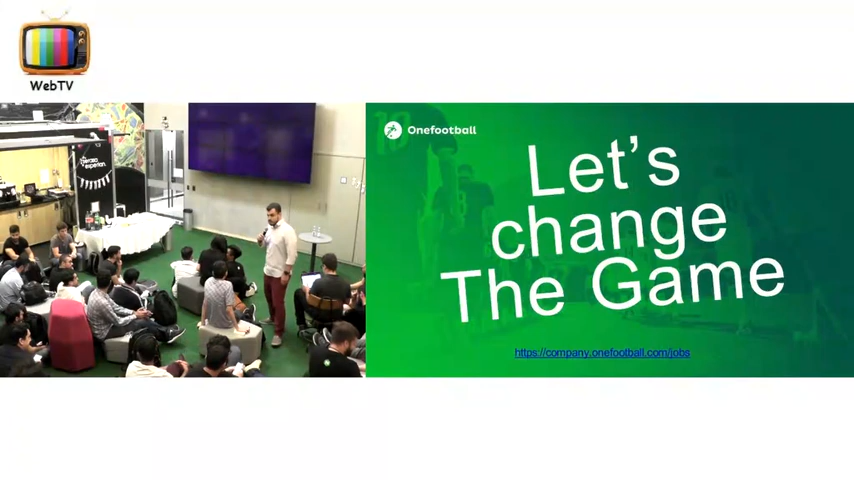 WebTV
Onefootball
Let's
change
The Game
https://company.onefootball.com/jobs